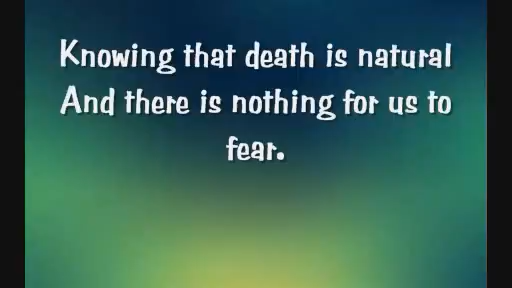 Knowing that death is natural
And there is nothing for us to
fear.